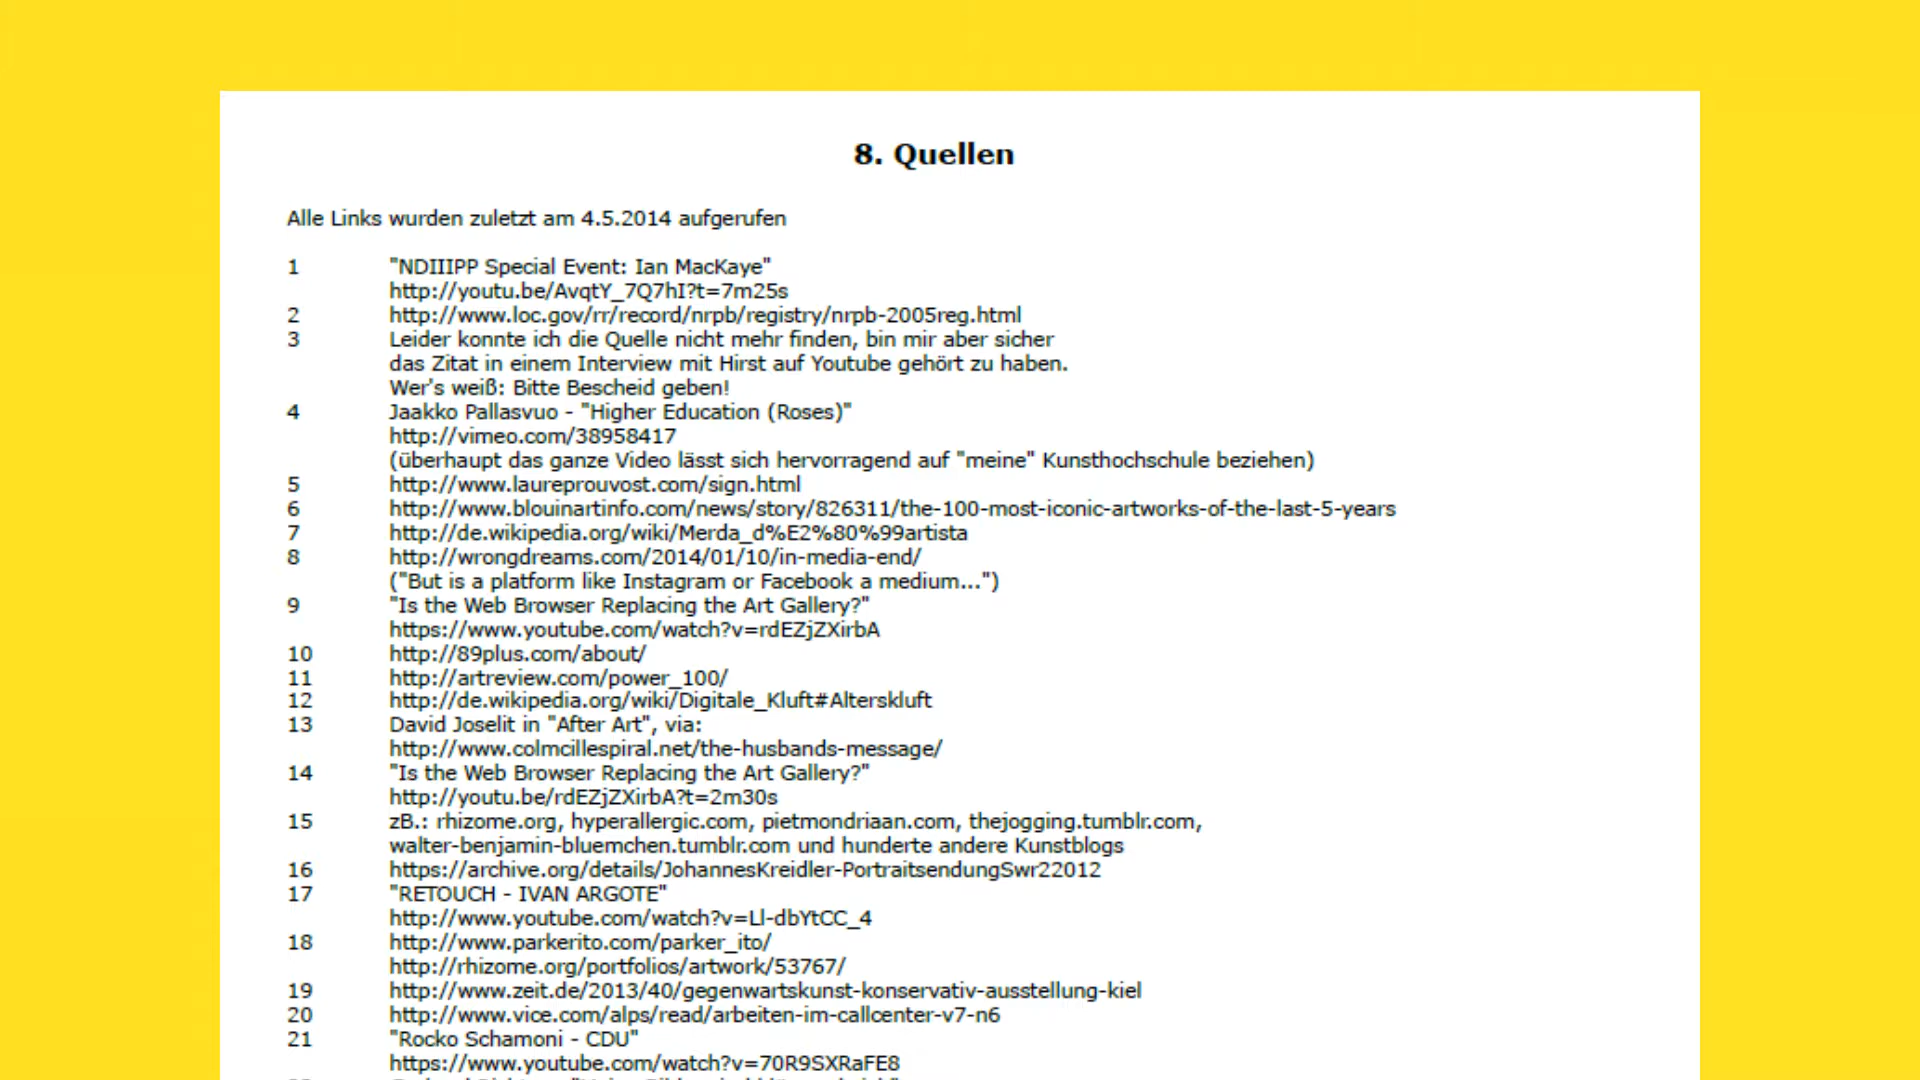 8. Quellen
Alle Links wurden zuletzt am 4.5.2014 aufgerufen
1 "NDIIIPP Special Event: Ian MacKaye"
http://youtu.be/AvqtY_7Q7hI?t=7m25s
2 http://www.loc.gov/rr/record/nrpb/registry/nrpb-2005reg.html
3 Leider konnte ich die Quelle nicht mehr finden, bin mir aber sicher
das Zitat in einem Interview mit Hirst auf Youtube gehört zu haben.
Wer's weiß: Bitte Bescheid geben!
4 Jaakko Pallasvuo - "Higher Education (Roses)"
http://vimeo.com/38958417
(überhaupt das ganze Video lässt sich hervorragend auf "meine" Kunsthochschule beziehen)
5 http://www.laureprouvost.com/sign.html
6 http://www.blouinartinfo.com/news/story/826311/the-100-most-iconic-artworks-of-the-last-5-years
7 http://de.wikipedia.org/wiki/Merda_d%E2%80%99artista
8 http://wrongdreams.com/2014/01/10/in-media-end/
("But is a platform like Instagram or Facebook a medium...")
9 "Is the Web Browser Replacing the Art Gallery?"
https://www.youtube.com/watch?v=rdEZjZXirbA
10 http://89plus.com/about/
11 http://artreview.com/power_100/
12 http://de.wikipedia.org/wiki/Digitale_Kluft#Alterskluft
13 David Joselit in "After Art", via:
http://www.colmcillespiral.net/the-husbands-message/
14 "Is the Web Browser Replacing the Art Gallery?"
http://youtu.be/rdEZjZXirbA?t=2m30s
15 zB.: rhizome.org, hyperallergic.com, pietmondriaan.com, thejogging.tumblr.com,
walter-benjamin-bluemchen.tumblr.com und hunderte andere Kunstblogs
16 https://archive.org/details/JohannesKreidler-PortraitsendungSwr22012
17 "RETOUCH - IVAN ARGOTE"
http://www.youtube.com/watch?v=Ll-dbYtCC_4
18 http://www.parkerito.com/parker_ito/
http://rhizome.org/portfolios/artwork/53767/
19 http://www.zeit.de/2013/40/gegenwartskunst-konservativ-ausstellung-kiel
20 http://www.vice.com/alps/read/arbeiten-im-callcenter-v7-n6
21 "Rocko Schamoni - CDU"
https://www.youtube.com/watch?v=70R9SXRaFE8